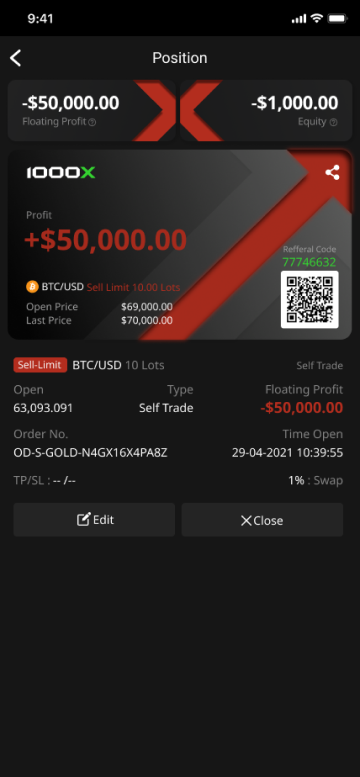 9:41
Position
-$50,000.00
-$1,000.00
Floating Profit
Equity
1000X
Profit
+$50,000.00
Refferal Code
77746632
BTC/USD Sell Limit 10.00 Lots
Open Price $69,000.00
Last Price $70,000.00
Sell-Limit BTC/USD 10 Lots Self Trade
Open Type Floating Profit
63,093.091 Self Trade -$50,000.00
Order No. Time Open
OD-S-GOLD-N4GX16X4PA8Z 29-04-2021 10:39:55
TP/SL : -- /-- 1% : Swap
Edit Close